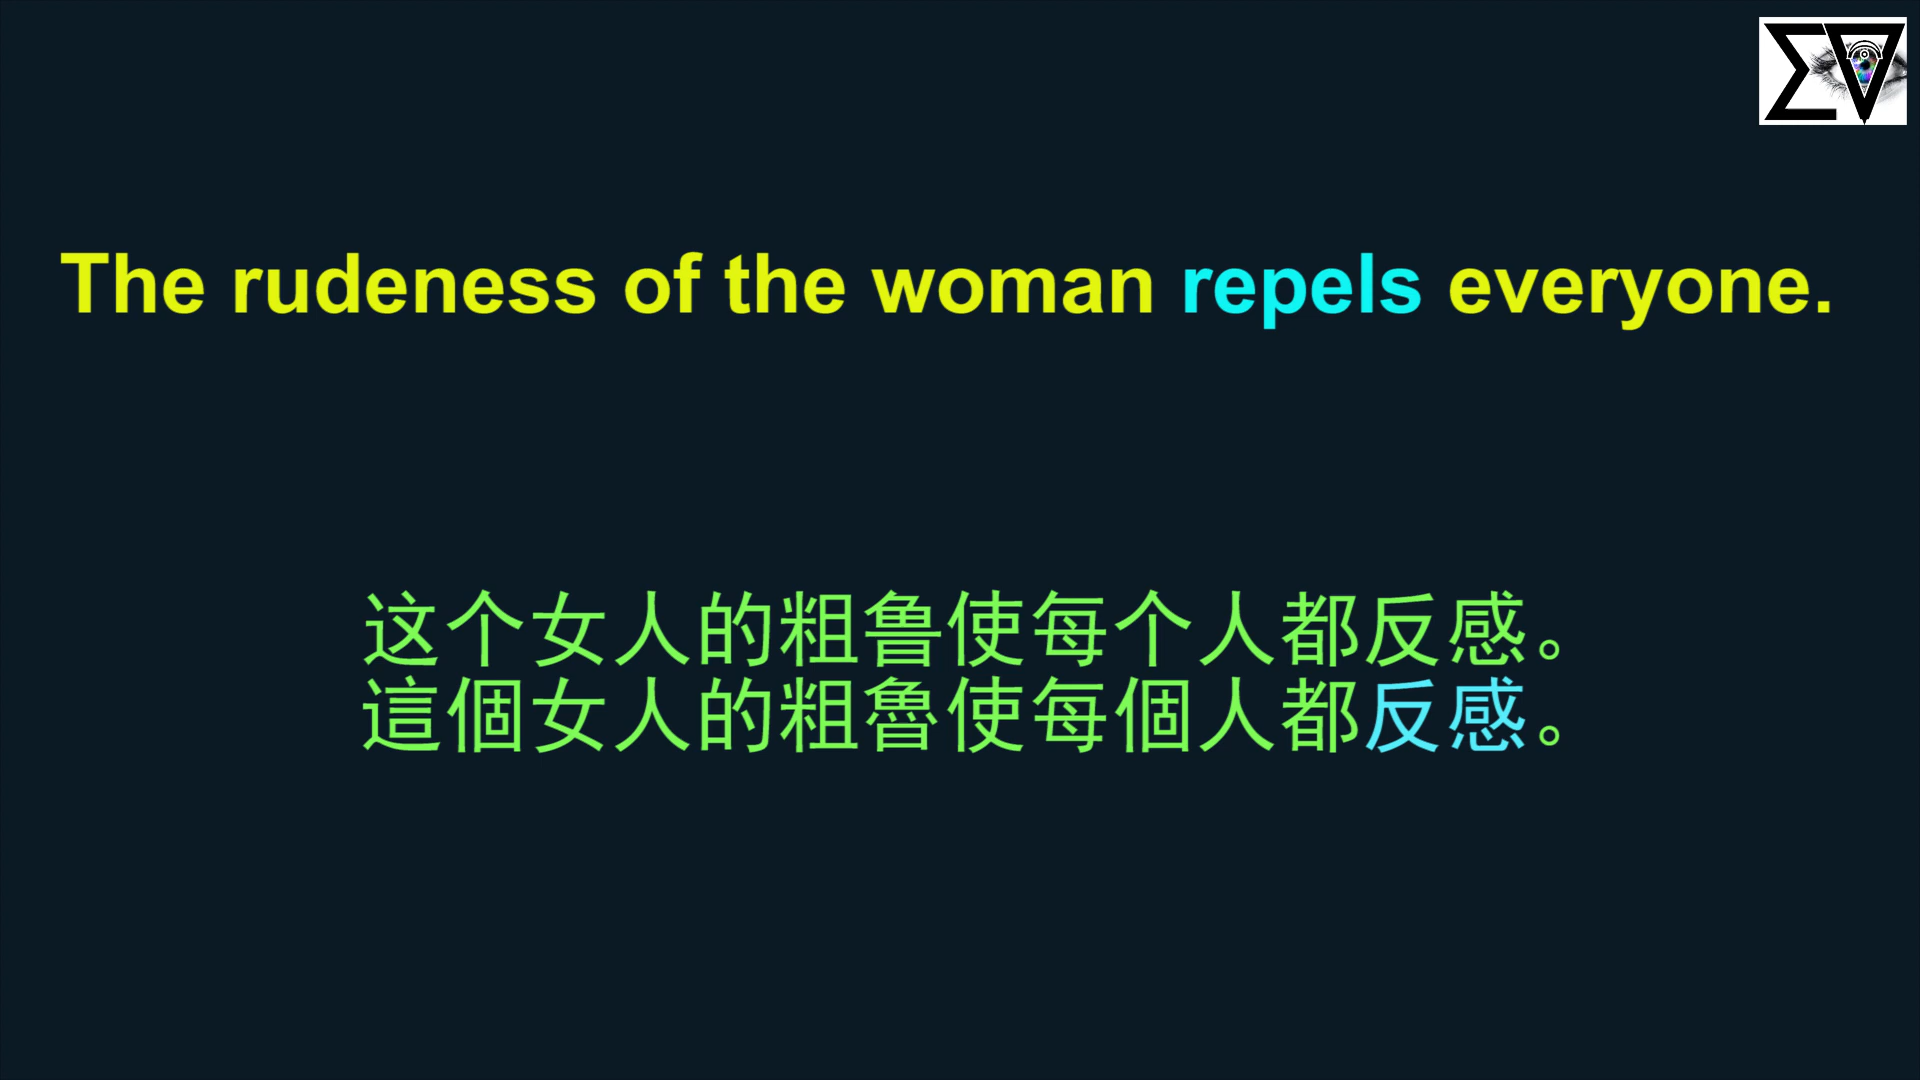 The rudeness of the woman repels everyone.
这个女人的粗鲁使每个人都反感。
這個女人的粗魯使每個人都反感。